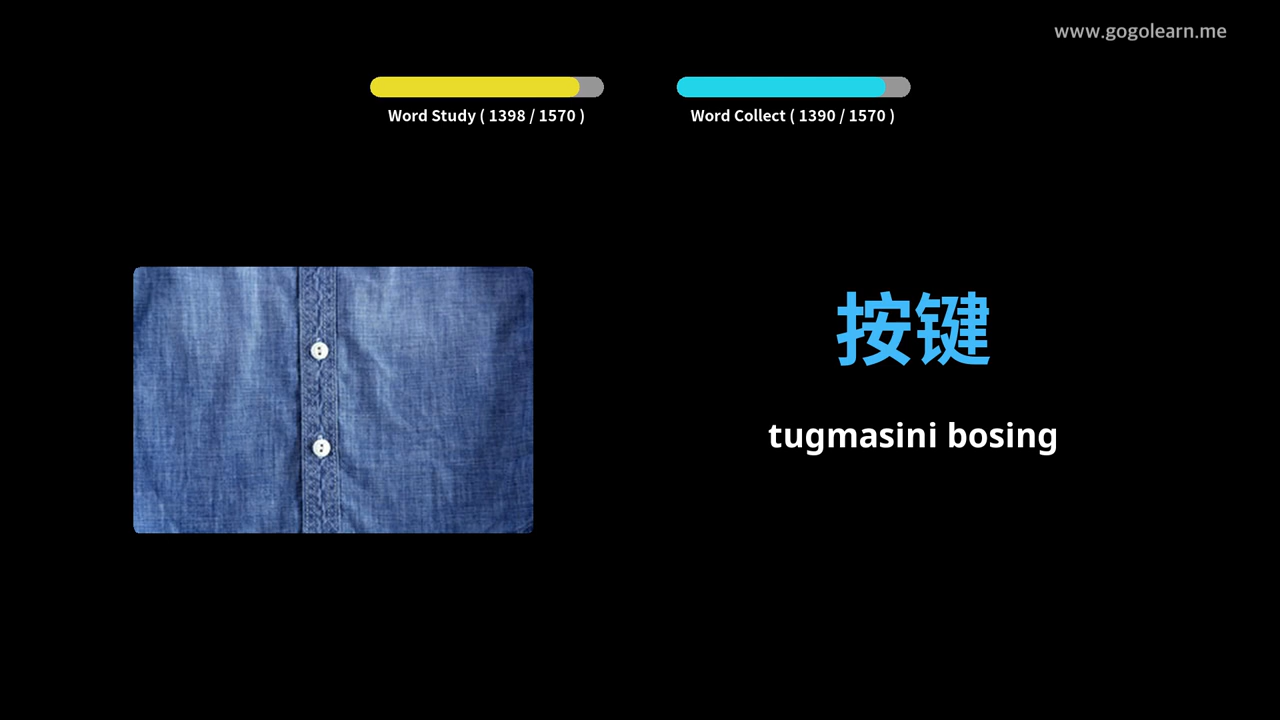 www.gogolearn.me
Word Study ( 1398 / 1570 )
Word Collect ( 1390 / 1570 )
按键
tugmasini bosing